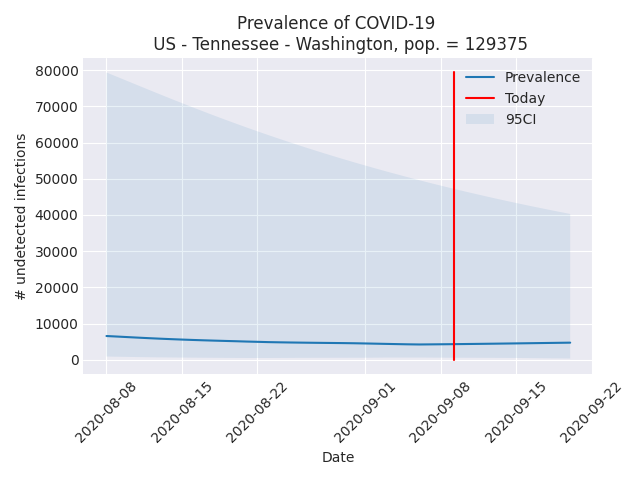 Prevalence of COVID-19
US - Tennessee - Washington, pop. = 129375
80000
70000
60000
50000
40000
30000
20000
10000
0
# undetected infections
Prevalence
Today
95CI
2020-08-08
2020-08-15
2020-08-22
2020-09-01
2020-09-08
2020-09-15
2020-09-22
Date